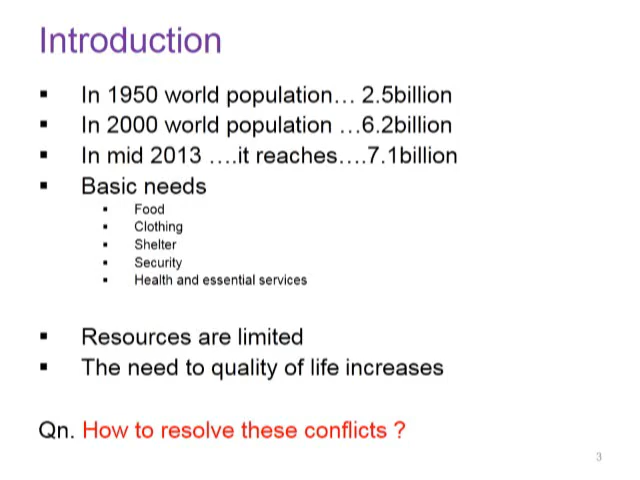 Introduction
▪ In 1950 world population… 2.5billion
▪ In 2000 world population …6.2billion
▪ In mid 2013 ….it reaches….7.1billion
▪ Basic needs
▪ Food
▪ Clothing
▪ Shelter
▪ Security
▪ Health and essential services
▪ Resources are limited
▪ The need to quality of life increases
Qn. How to resolve these conflicts ?
3